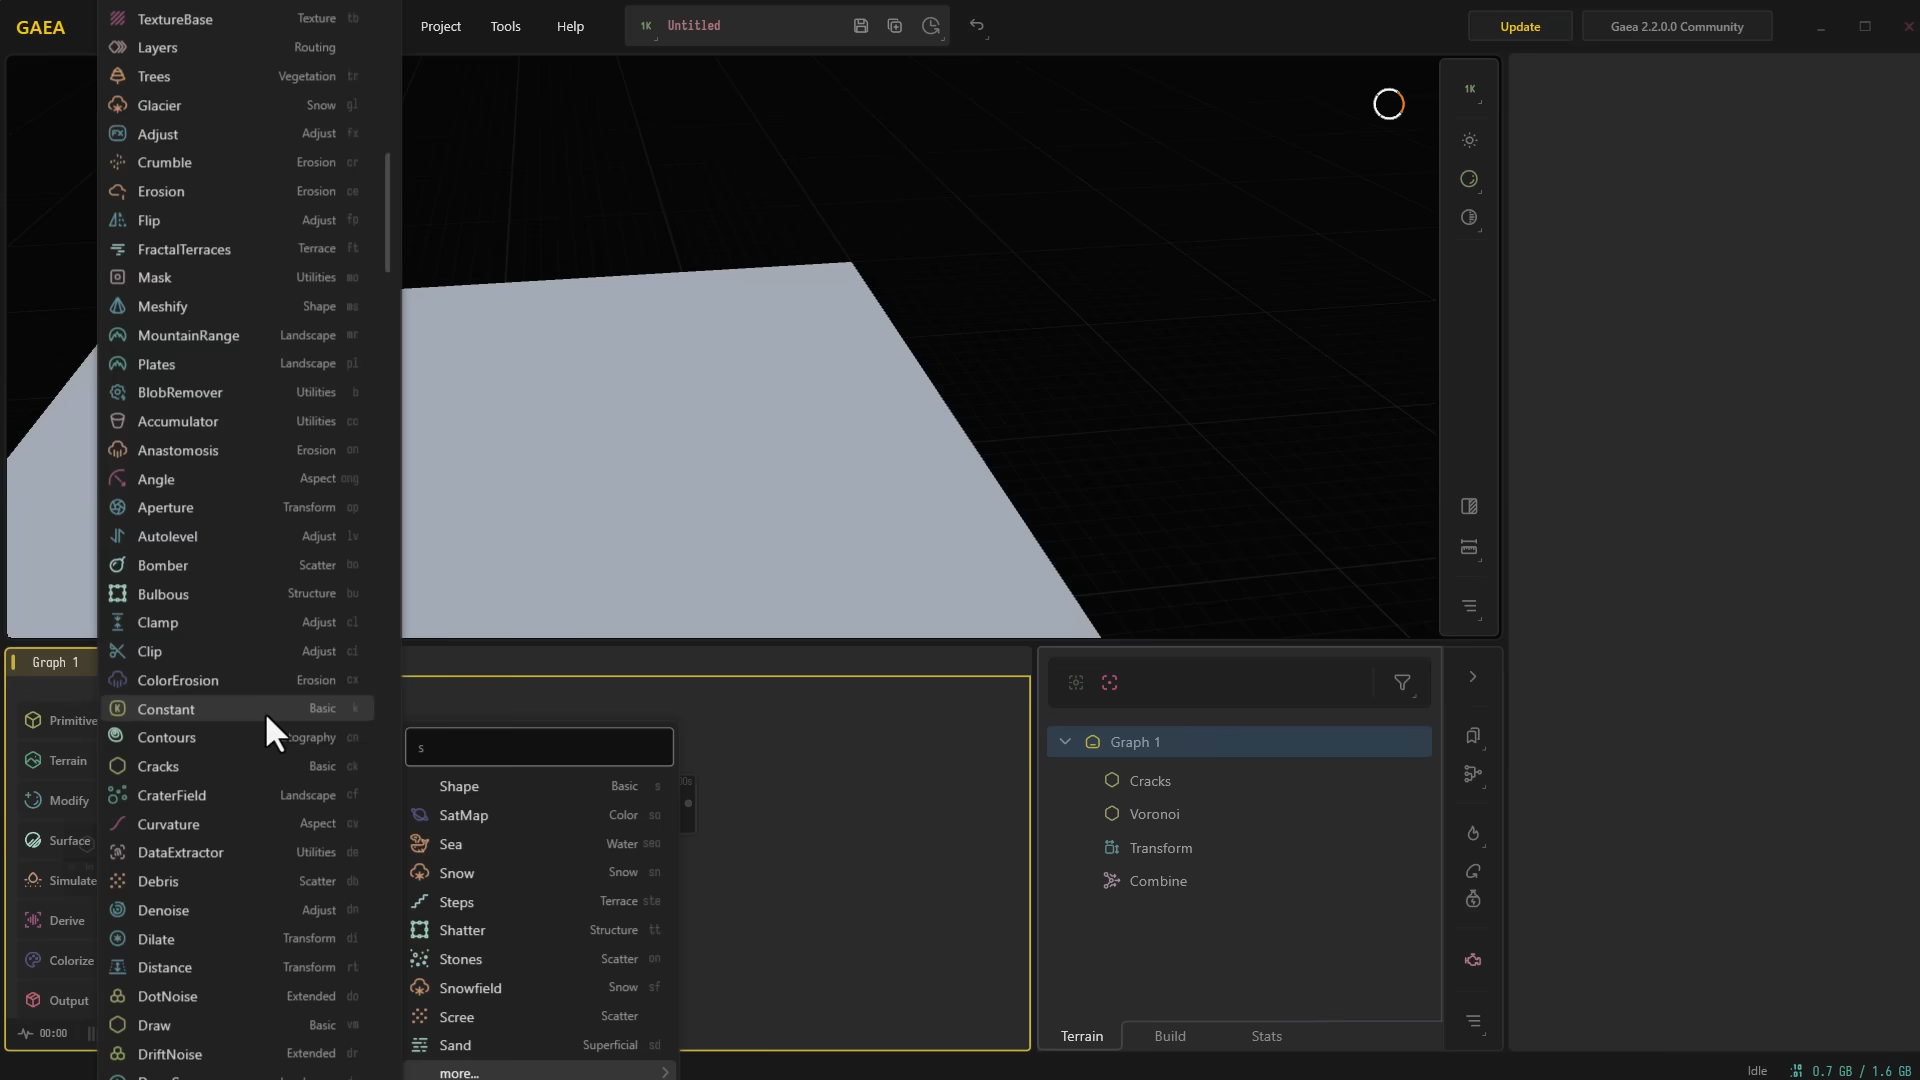 GAEA
Project
Tools
Help
1K
Untitled
Update
Gaea 2.2.0.0 Community
TextureBase Texture tb
Layers Routing
Trees Vegetation tr
Glacier Snow gl
Adjust Adjust fx
Crumble Erosion cr
Erosion Erosion ce
Flip Adjust fp
FractalTerraces Terrace ft
Mask Utilities mo
Meshify Shape ms
MountainRange Landscape mr
Plates Landscape pl
BlobRemover Utilities b
Accumulator Utilities cc
Anastomosis Erosion an
Angle Aspect ang
Aperture Transform ap
Autolevel Adjust lv
Bomber Scatter bo
Bulbous Structure bu
Clamp Adjust cl
Clip Adjust ci
ColorErosion Erosion cx
Constant Basic k
Contours ography cn
Cracks Basic ck
CraterField Landscape cf
Curvature Aspect cv
DataExtractor Utilities de
Debris Scatter db
Denoise Adjust dn
Dilate Transform di
Distance Transform rt
DotNoise Extended do
Draw Basic vm
DriftNoise Extended dr
1K
Graph 1
Primitive
Terrain
Modify
Surface
Simulate
Derive
Colorize
Output
00:00
s
Shape Basic s
SatMap Color sa
Sea Water sea
Snow Snow sn
Steps Terrace ste
Shatter Structure tt
Stones Scatter on
Snowfield Snow sf
Scree Scatter
Sand Superficial sd
more...
Graph 1
Cracks
Voronoi
Transform
Combine
Terrain
Build
Stats
Idle
0.7 GB / 1.6 GB